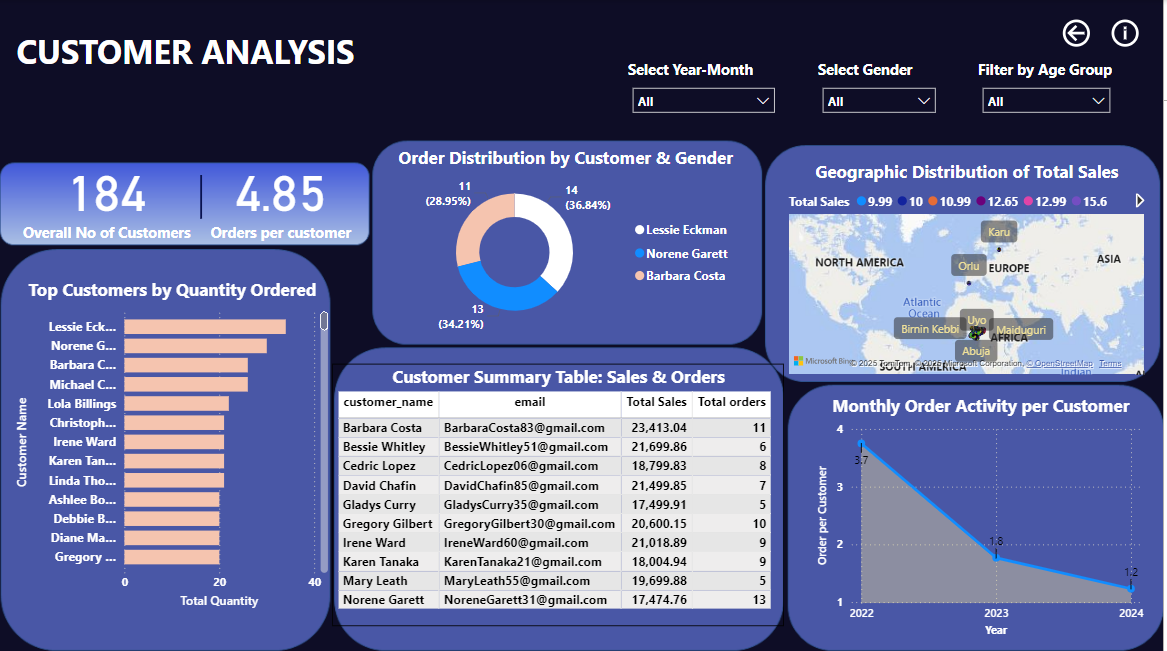 CUSTOMER ANALYSIS
Select Year-Month
Select Gender
Filter by Age Group
All
All
All
184
Overall No of Customers
4.85
Orders per customer
Order Distribution by Customer & Gender
11
(28.95%)
14
(36.84%)
13
(34.21%)
Lessie Eckman
Norene Garett
Barbara Costa
Geographic Distribution of Total Sales
Total Sales 9.99 10 10.99 12.65 12.99 15.6
NORTH AMERICA
EUROPE
ASIA
Atlantic
Ocean
AFRICA
SOUTH AMERICA
Indian
Karu
Orlu
Uyo
Birnin Kebbi
Maiduguri
Abuja
Microsoft Bing
© 2025 TomTom, © 2025 Microsoft Corporation, © OpenStreetMap Terms
Top Customers by Quantity Ordered
Customer Name
Lessie Eck...
Norene G...
Barbara C...
Michael C...
Lola Billings
Christoph...
Irene Ward
Karen Tan...
Linda Tho...
Ashlee Bo...
Debbie B...
Diane Ma...
Gregory ...
0 20 40
Total Quantity
Customer Summary Table: Sales & Orders
customer_name email Total Sales Total orders
Barbara Costa BarbaraCosta83@gmail.com 23,413.04 11
Bessie Whitley BessieWhitley51@gmail.com 21,699.86 6
Cedric Lopez CedricLopez06@gmail.com 18,799.83 8
David Chafin DavidChafin85@gmail.com 21,499.85 7
Gladys Curry GladysCurry35@gmail.com 17,499.91 5
Gregory Gilbert GregoryGilbert30@gmail.com 20,600.15 10
Irene Ward IreneWard60@gmail.com 21,018.89 9
Karen Tanaka KarenTanaka21@gmail.com 18,004.94 9
Mary Leath MaryLeath55@gmail.com 19,699.88 5
Norene Garett NoreneGarett31@gmail.com 17,474.76 13
Monthly Order Activity per Customer
Order per Customer
4
3
2
1
3.7
1.8
1.2
2022 2023 2024
Year